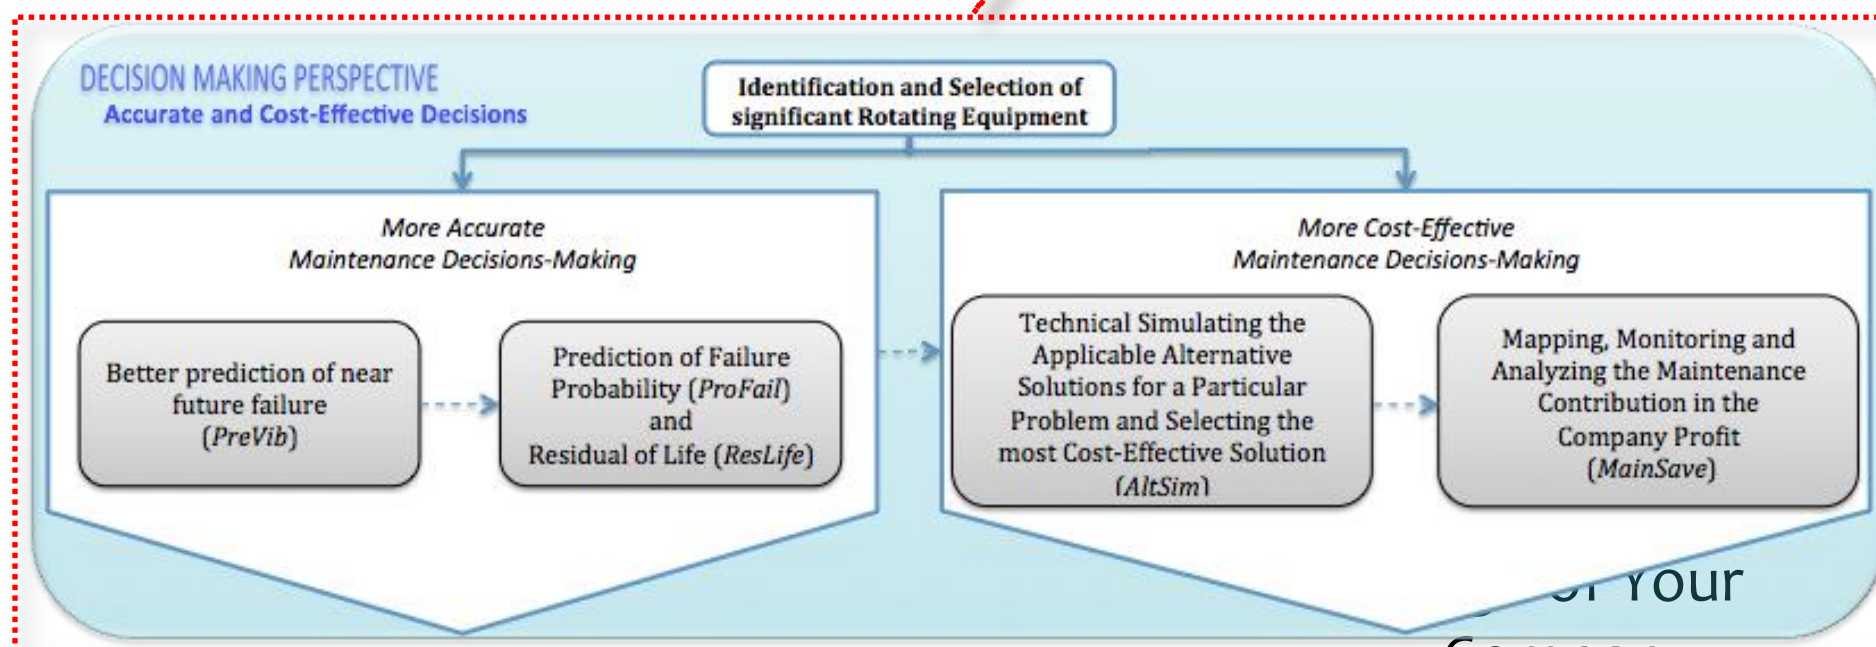 DECISION MAKING PERSPECTIVE
Accurate and Cost-Effective Decisions
Identification and Selection of
significant Rotating Equipment
More Accurate
Maintenance Decisions-Making
Better prediction of near
future failure
(PreVib)
Prediction of Failure
Probability (ProFail)
and
Residual of Life (ResLife)
More Cost-Effective
Maintenance Decisions-Making
Technical Simulating the
Applicable Alternative
Solutions for a Particular
Problem and Selecting the
most Cost-Effective Solution
(AltSim)
Mapping, Monitoring and
Analyzing the Maintenance
Contribution in the
Company Profit
(MainSave)
Your